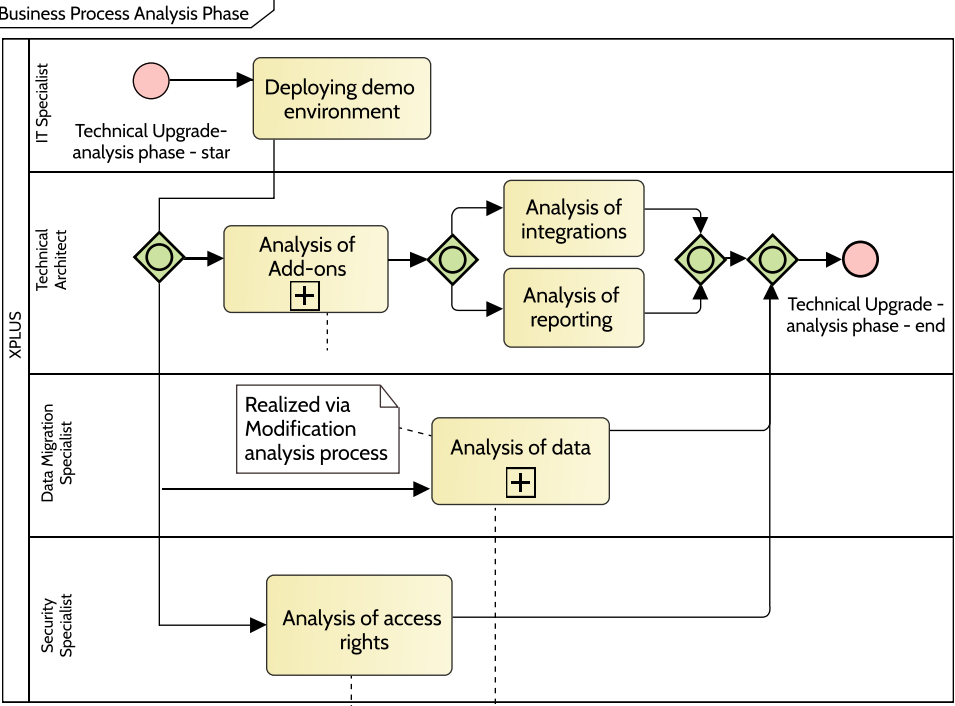 Business Process Analysis Phase
XPLUS
IT Specialist
Technical Upgrade-
analysis phase - star
Deploying demo
environment
Technical
Architect
Analysis of
Add-ons
Analysis of
integrations
Analysis of
reporting
Technical Upgrade -
analysis phase - end
Data Migration
Specialist
Realized via
Modification
analysis process
Analysis of data
Security
Specialist
Analysis of access
rights